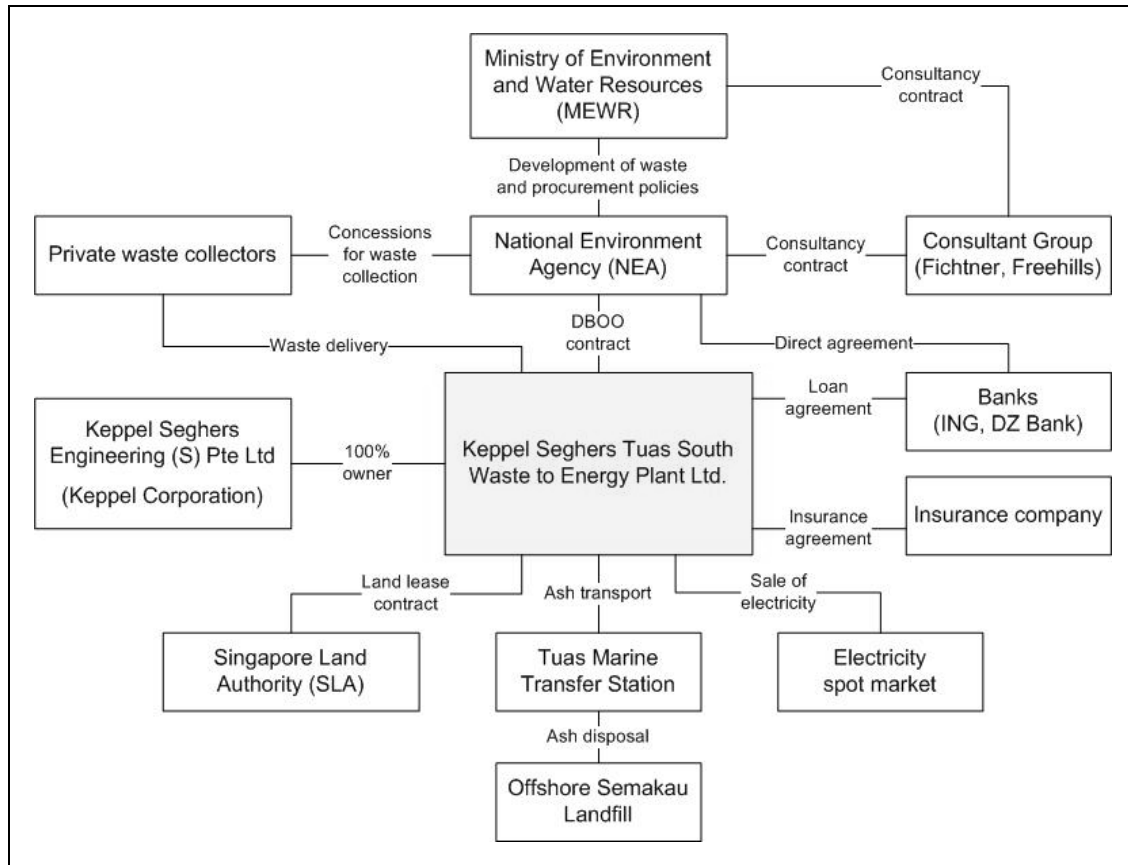 Ministry of Environment
and Water Resources
(MEWR)
Consultancy
contract
Development of waste
and procurement policies
Private waste collectors
Concessions
for waste
collection
National Environment
Agency (NEA)
Consultancy
contract
Consultant Group
(Fichtner, Freehills)
Waste delivery
DBOO
contract
Direct agreement
Keppel Seghers
Engineering (S) Pte Ltd
(Keppel Corporation)
100%
owner
Keppel Seghers Tuas South
Waste to Energy Plant Ltd.
Loan
agreement
Banks
(ING, DZ Bank)
Insurance
agreement
Insurance company
Land lease
contract
Ash transport
Sale of
electricity
Singapore Land
Authority (SLA)
Tuas Marine
Transfer Station
Electricity
spot market
Ash disposal
Offshore Semakau
Landfill